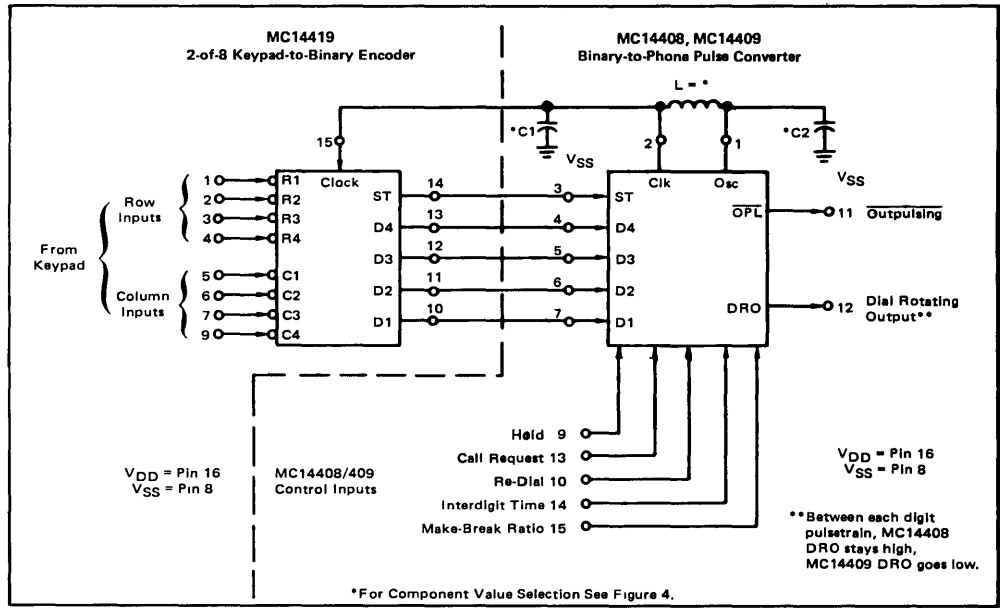 MC14419
2-of-8 Keypad-to-Binary Encoder
MC14408, MC14409
Binary-to-Phone Pulse Converter
L = *
*C1
*C2
15
2
1
VSS
VSS
Clock
Clk
Osc
From
Keypad
Row
Inputs
1
2
3
4
R1
R2
R3
R4
Column
Inputs
5
6
7
9
C1
C2
C3
C4
ST
D4
D3
D2
D1
14
13
12
11
10
3
4
5
6
7
ST
D4
D3
D2
D1
OPL
11 Outpulsing
DRO
12 Dial Rotating
Output**
Hold 9
Call Request 13
Re-Dial 10
Interdigit Time 14
Make-Break Ratio 15
VDD = Pin 16
VSS = Pin 8
MC14408/409
Control Inputs
VDD = Pin 16
VSS = Pin 8
**Between each digit
pulsetrain, MC14408
DRO stays high,
MC14409 DRO goes low.
*For Component Value Selection See Figure 4.